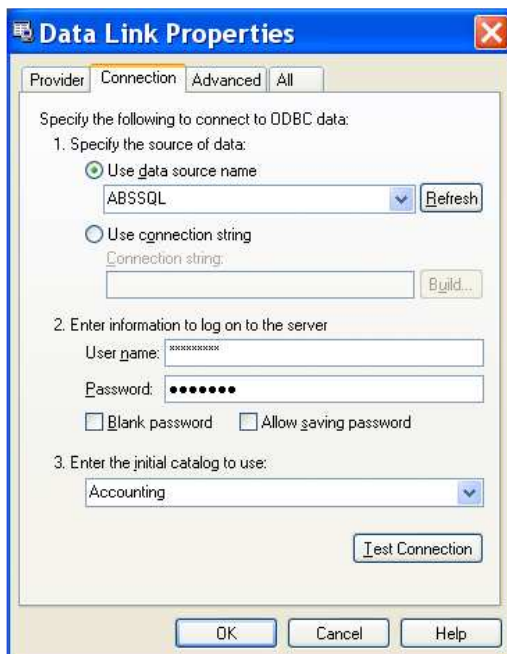 Data Link Properties
Provider Connection Advanced All
Specify the following to connect to ODBC data:
1. Specify the source of data:
Use data source name
ABSSQL Refresh
Use connection string
Connection string:
Build...
2. Enter information to log on to the server
User name: *********
Password: ●●●●●●●
Blank password Allow saving password
3. Enter the initial catalog to use:
Accounting
Test Connection
OK Cancel Help